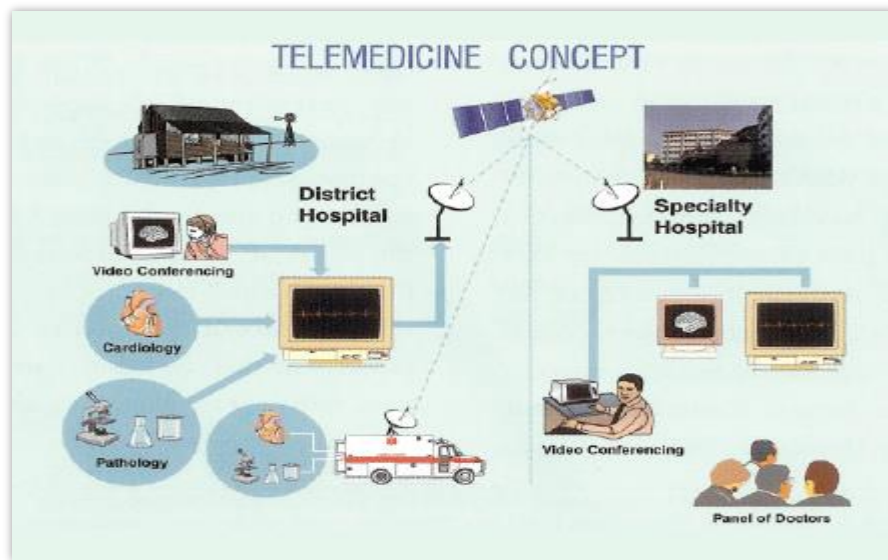 TELEMEDICINE CONCEPT
District
Hospital
Specialty
Hospital
Video Conferencing
Cardiology
Pathology
Video Conferencing
Panel of Doctors